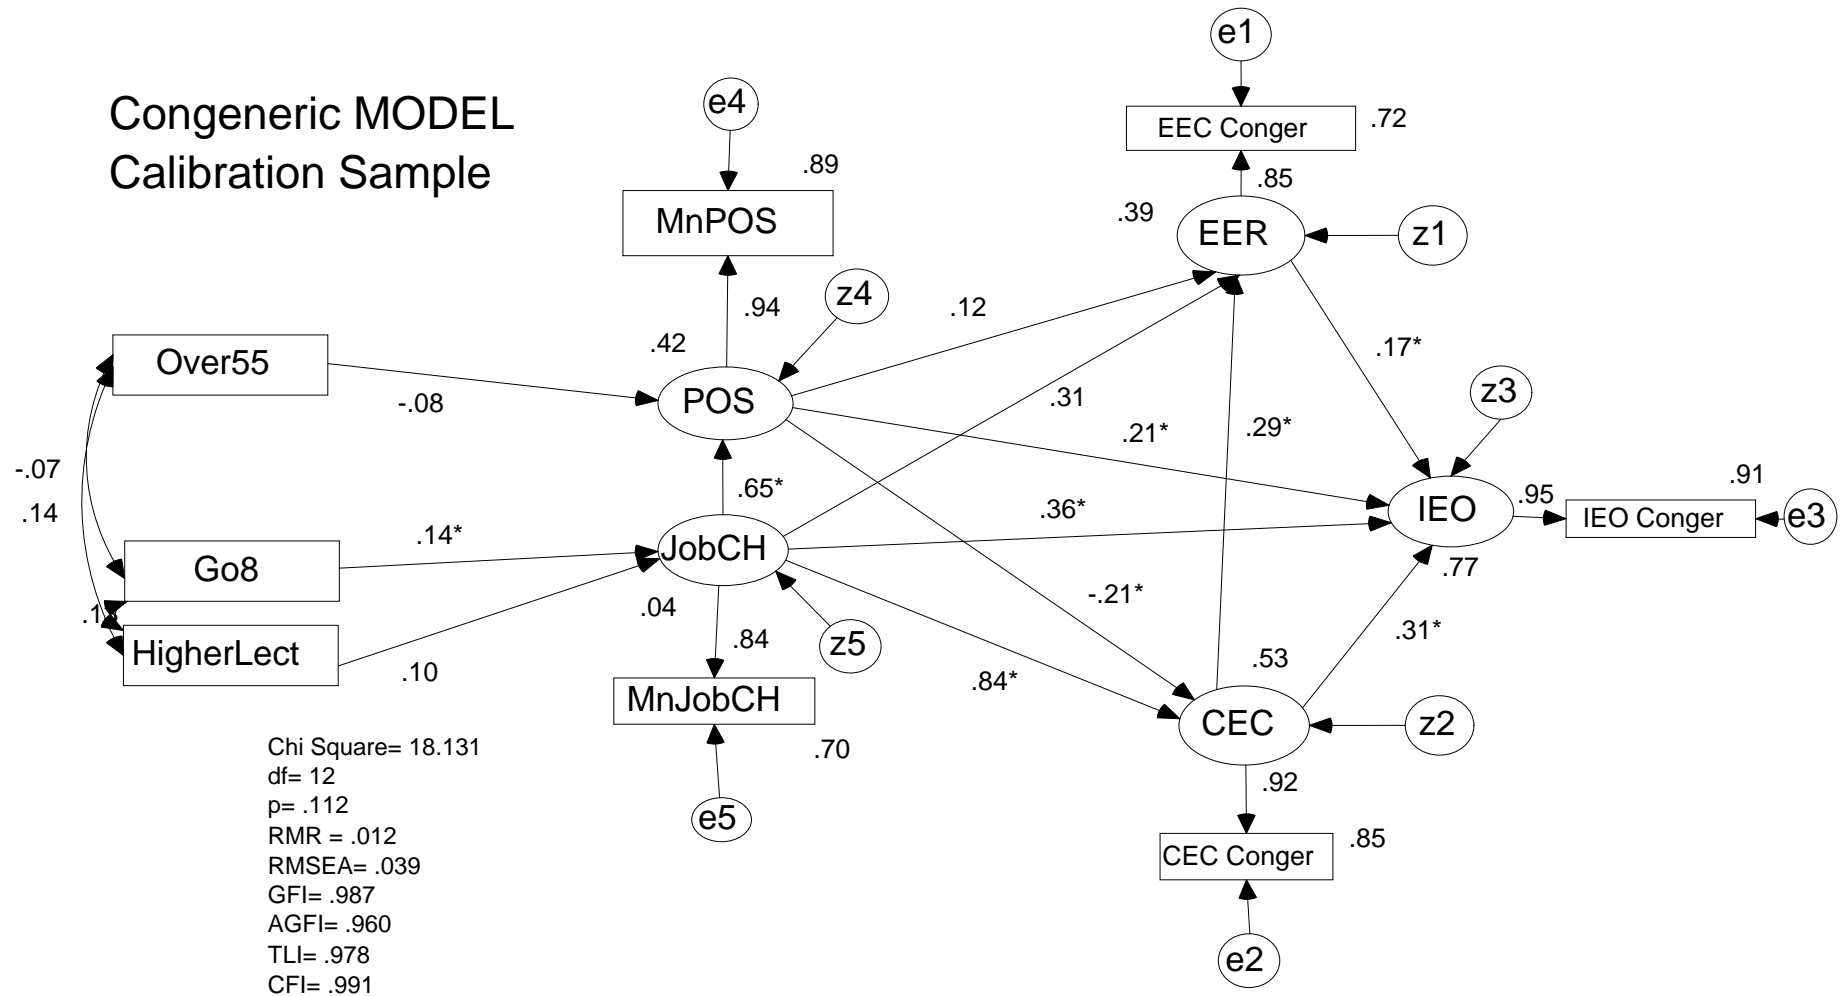 Congeneric MODEL
Calibration Sample
e1
EEC Conger
.72
.85
.39
EER
z1
e4
.89
MnPOS
.94
z4
.42
POS
.12
.17*
z3
Over55
-.08
.31
.21*
.29*
-.07
.14
.65*
.36*
IEO
.95
.91
IEO Conger
e3
.77
Go8
.14*
JobCH
.04
.84
z5
-.21*
.31*
HigherLect
.10
MnJobCH
.70
e5
.84*
.53
CEC
z2
.92
CEC Conger
.85
e2
Chi Square= 18.131
df= 12
p= .112
RMR = .012
RMSEA= .039
GFI= .987
AGFI= .960
TLI= .978
CFI= .991